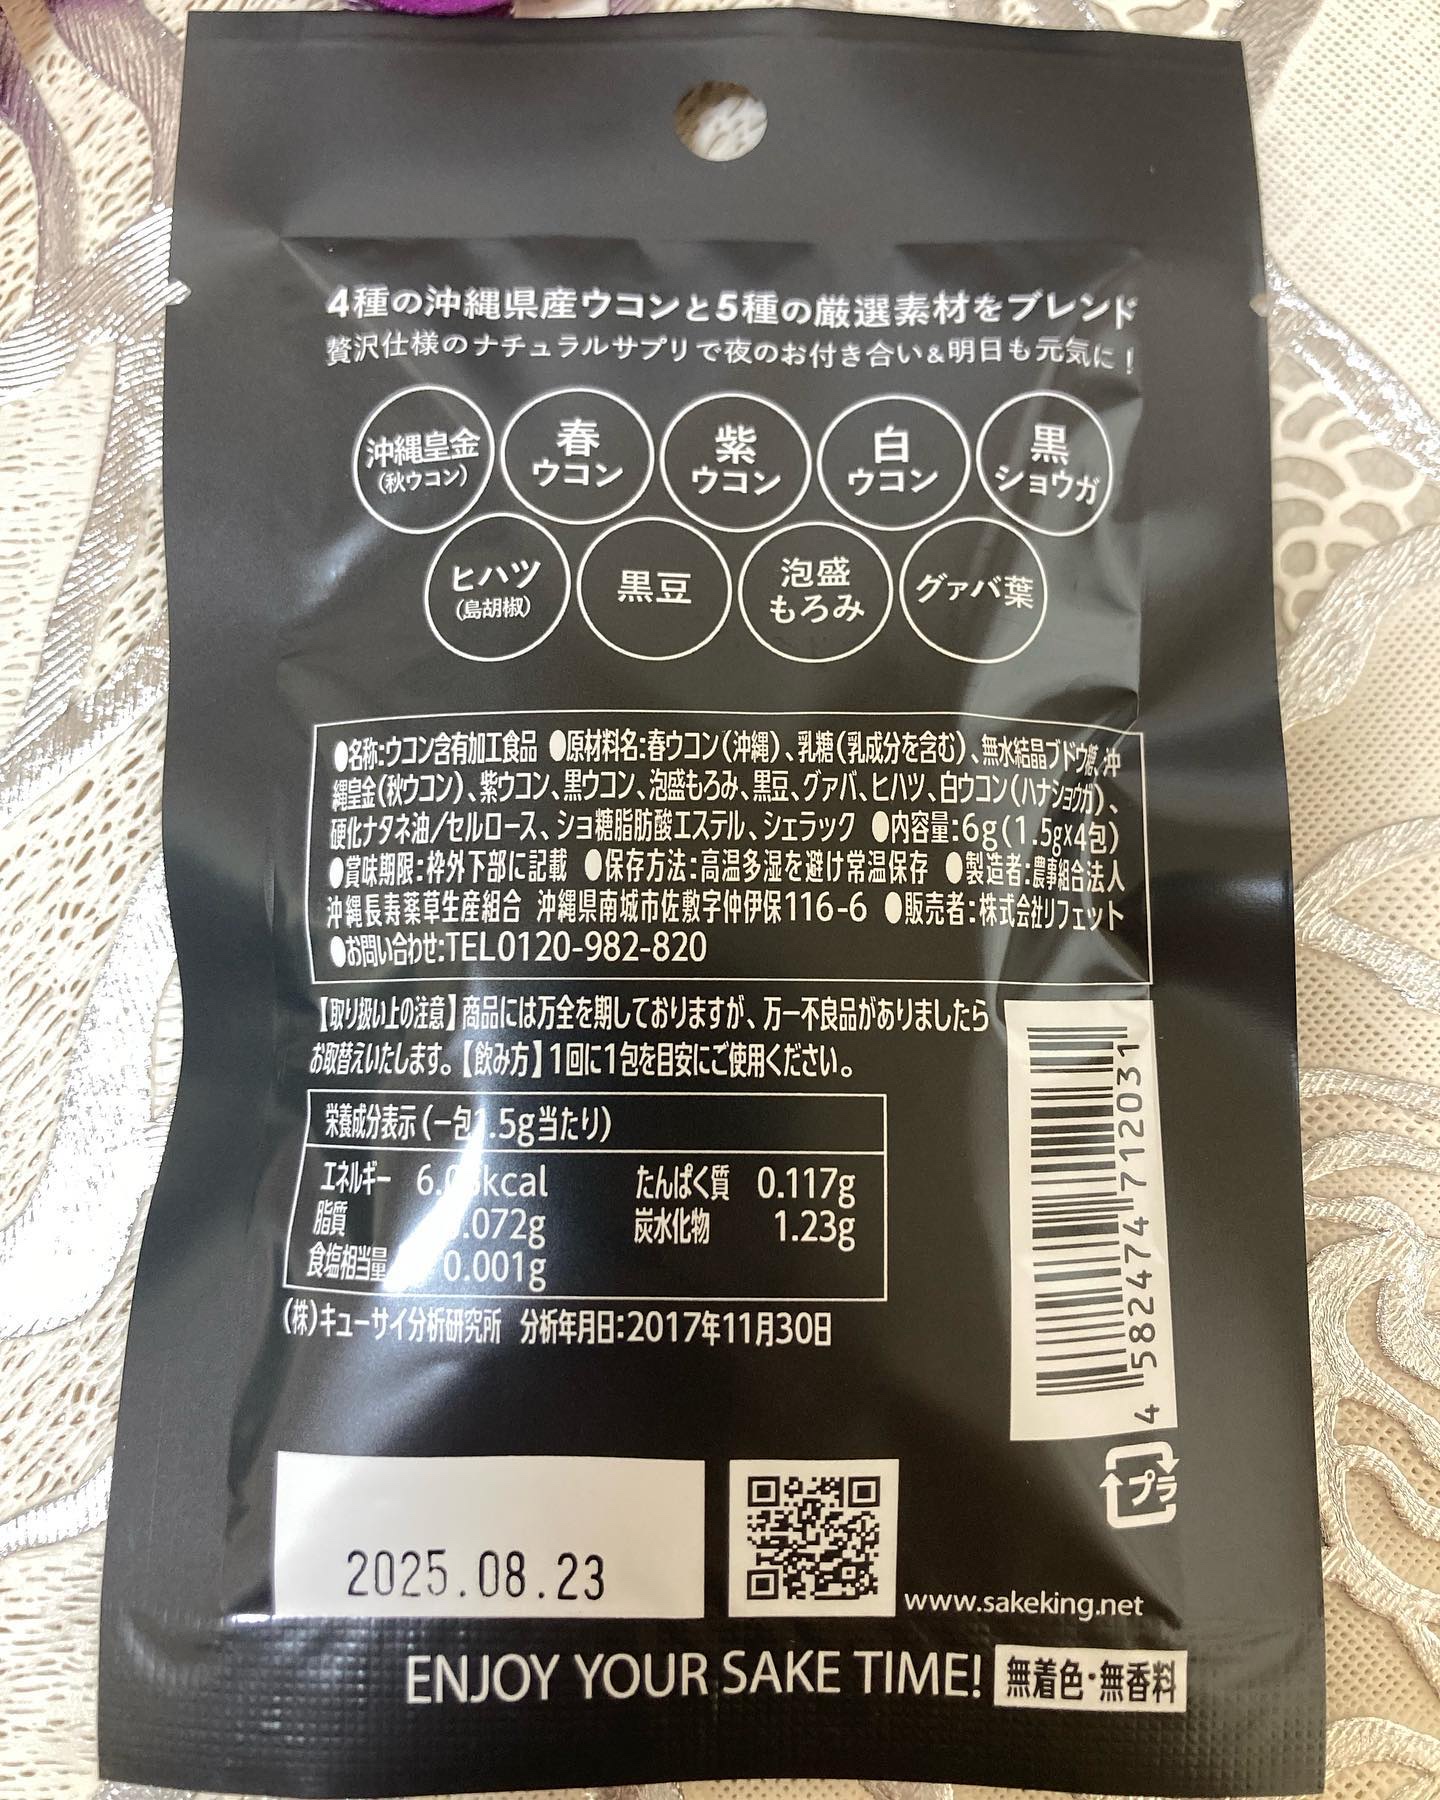 4種の沖縄県産ウコンと5種の厳選素材をブレンド
贅沢仕様のナチュラルサプリで夜のお付き合い&明日も元気に！
沖縄皇金
(秋ウコン)
春
ウコン
紫
ウコン
白
ウコン
黒
ショウガ
ヒハツ
(島胡椒)
黒豆
泡盛
もろみ
グァバ葉
●名称:ウコン含有加工食品 ●原材料名:春ウコン(沖縄)、乳糖(乳成分を含む)、無水結晶ブドウ糖、沖
縄皇金(秋ウコン)、紫ウコン、黒ウコン、泡盛もろみ、黒豆、グァバ、ヒハツ、白ウコン(ハナショウガ)、
硬化ナタネ油/セルロース、ショ糖脂肪酸エステル、シェラック ●内容量:6g(1.5g×4包)
●賞味期限:枠外下部に記載 ●保存方法:高温多湿を避け常温保存 ●製造者:農事組合法人
沖縄長寿薬草生産組合 沖縄県南城市佐敷字仲伊保116-6 ●販売者:株式会社リフェット
●お問い合わせ:TEL0120-982-820
【取り扱い上の注意】商品には万全を期しておりますが、万一不良品がありましたら
お取替えいたします。【飲み方】1回に1包を目安にご使用ください。
栄養成分表示(一包1.5g当たり)
エネルギー kcal たんぱく質 0.117g
脂質 .072g 炭水化物 1.23g
食塩相当量 0.001g
(株)キューサイ分析研究所 分析年月日:2017年11月30日
4 582474 712031
プラ
2025.08.23
www.sakeking.net
ENJOY YOUR SAKE TIME! 無着色・無香料